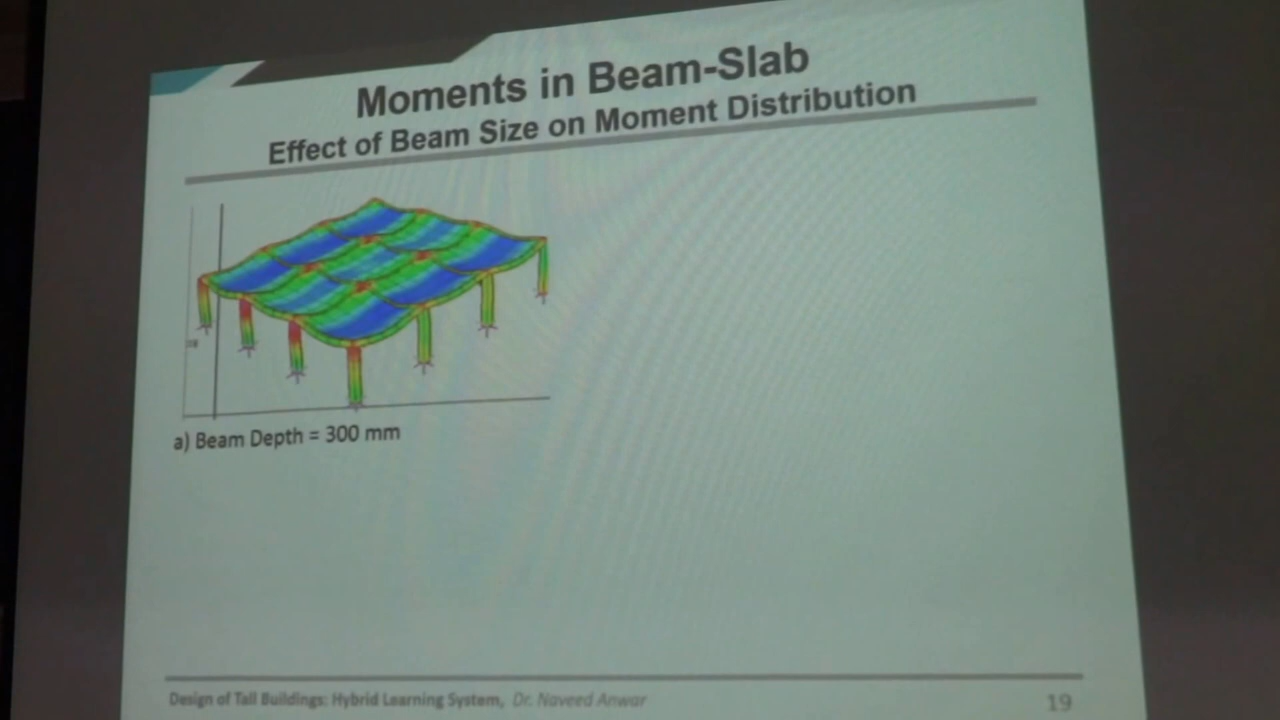 Moments in Beam-Slab
Effect of Beam Size on Moment Distribution
a) Beam Depth = 300 mm
Design of Tall Buildings: Hybrid Learning System, Dr. Naveed Anwar
19